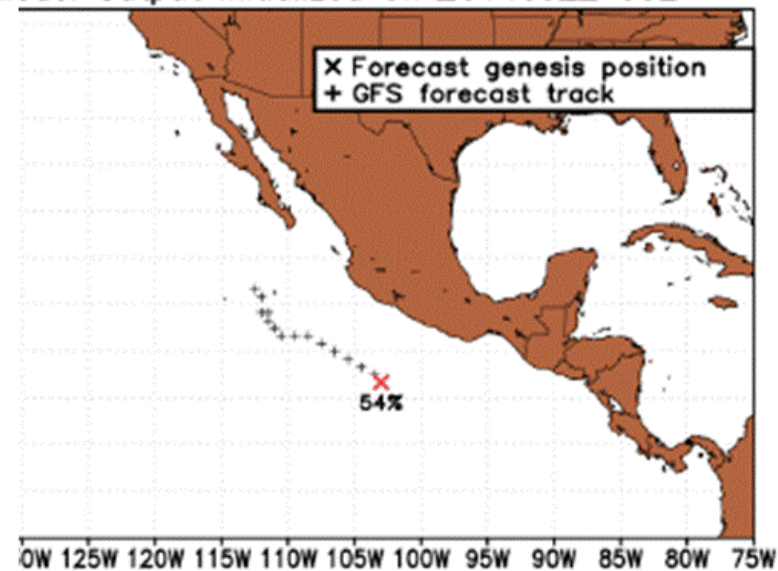 × Forecast genesis position
+ GFS forecast track
54%
0W 125W 120W 115W 110W 105W 100W 95W 90W 85W 80W 75W